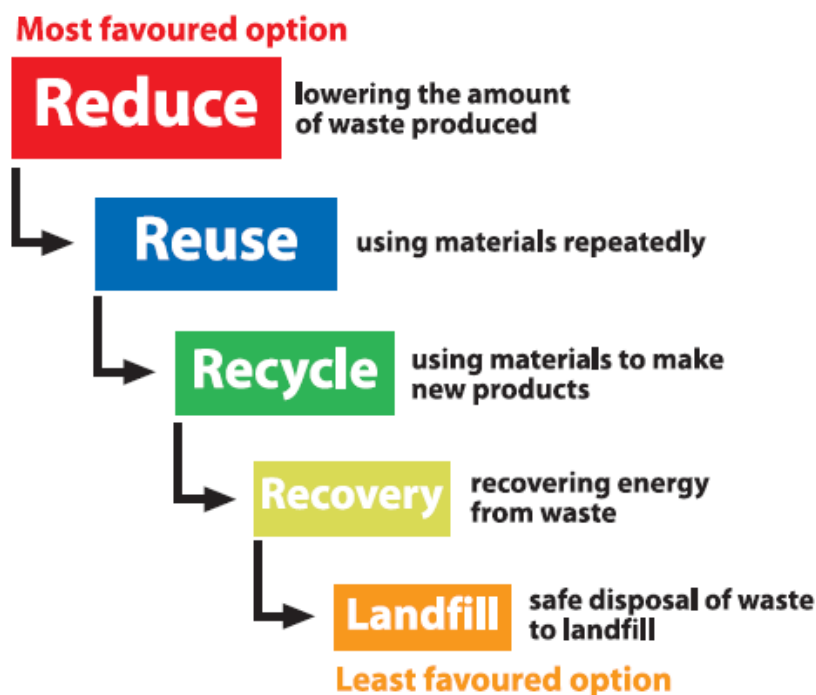 Most favoured option
Reduce
lowering the amount
of waste produced
Reuse
using materials repeatedly
Recycle
using materials to make
new products
Recovery
recovering energy
from waste
Landfill
safe disposal of waste
to landfill
Least favoured option